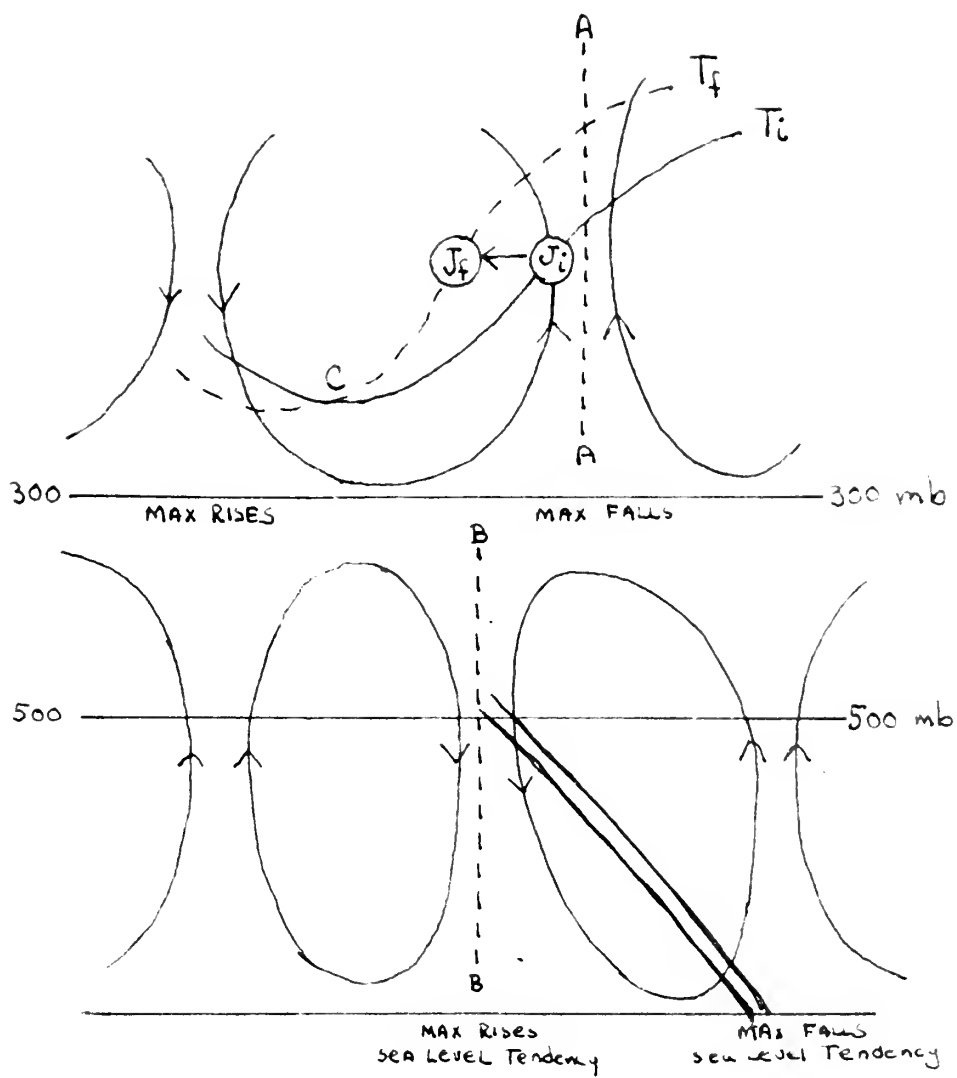 A
T_f
T_i
J_f
J_i
C
A
300
300 mb
MAX RISES
MAX FALLS
B
500
500 mb
B
MAX RISES
SEA LEVEL TENDENCY
MAX FALLS
SEA LEVEL TENDENCY